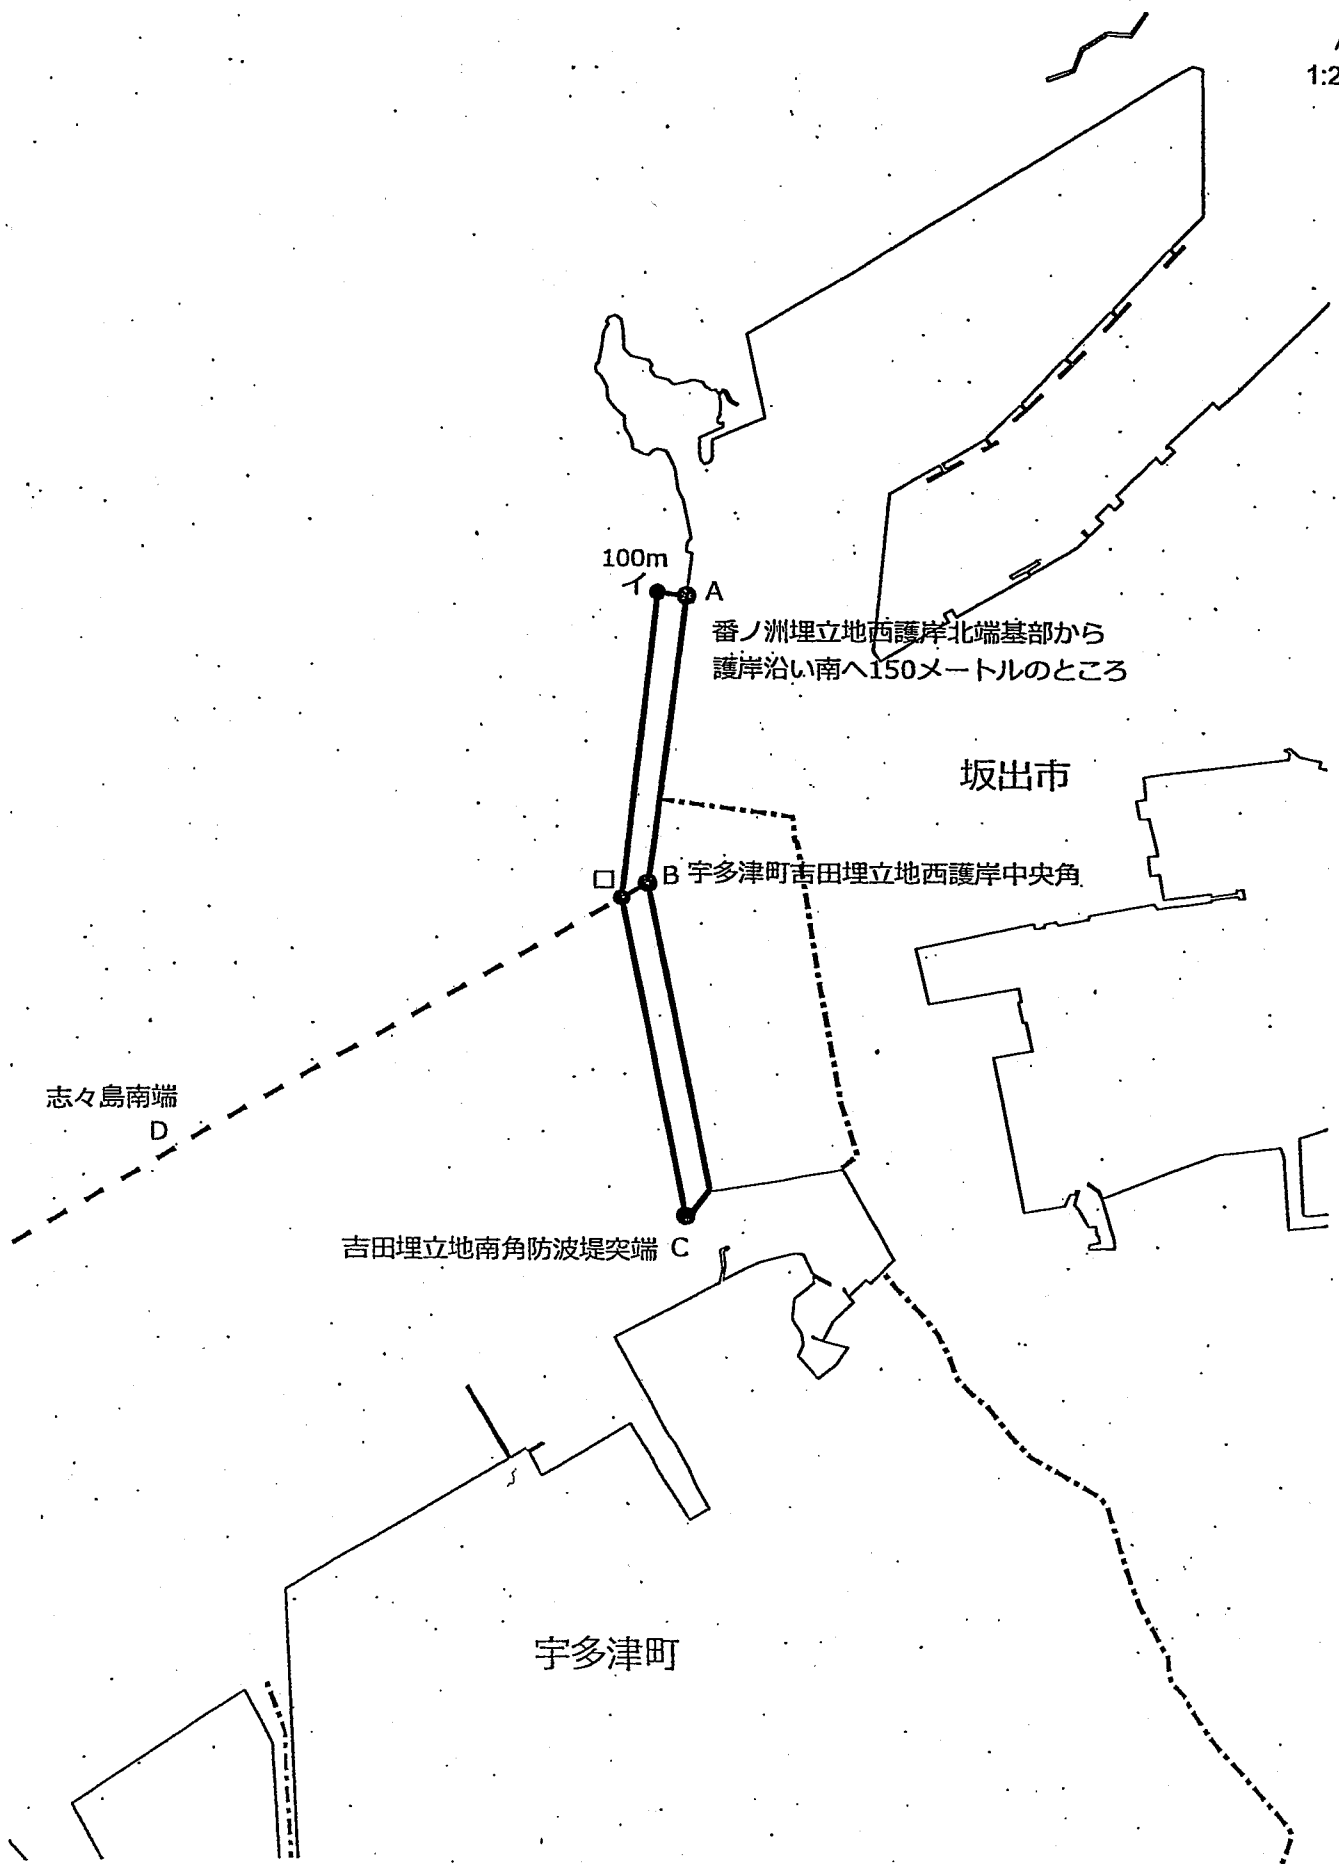 1:2
100m
イ
A
番ノ洲埋立地西護岸北端基部から
護岸沿い南へ150メートルのところ
坂出市
ロ
B
宇多津町吉田埋立地西護岸中央角
志々島南端
D
吉田埋立地南角防波堤突端 C
宇多津町